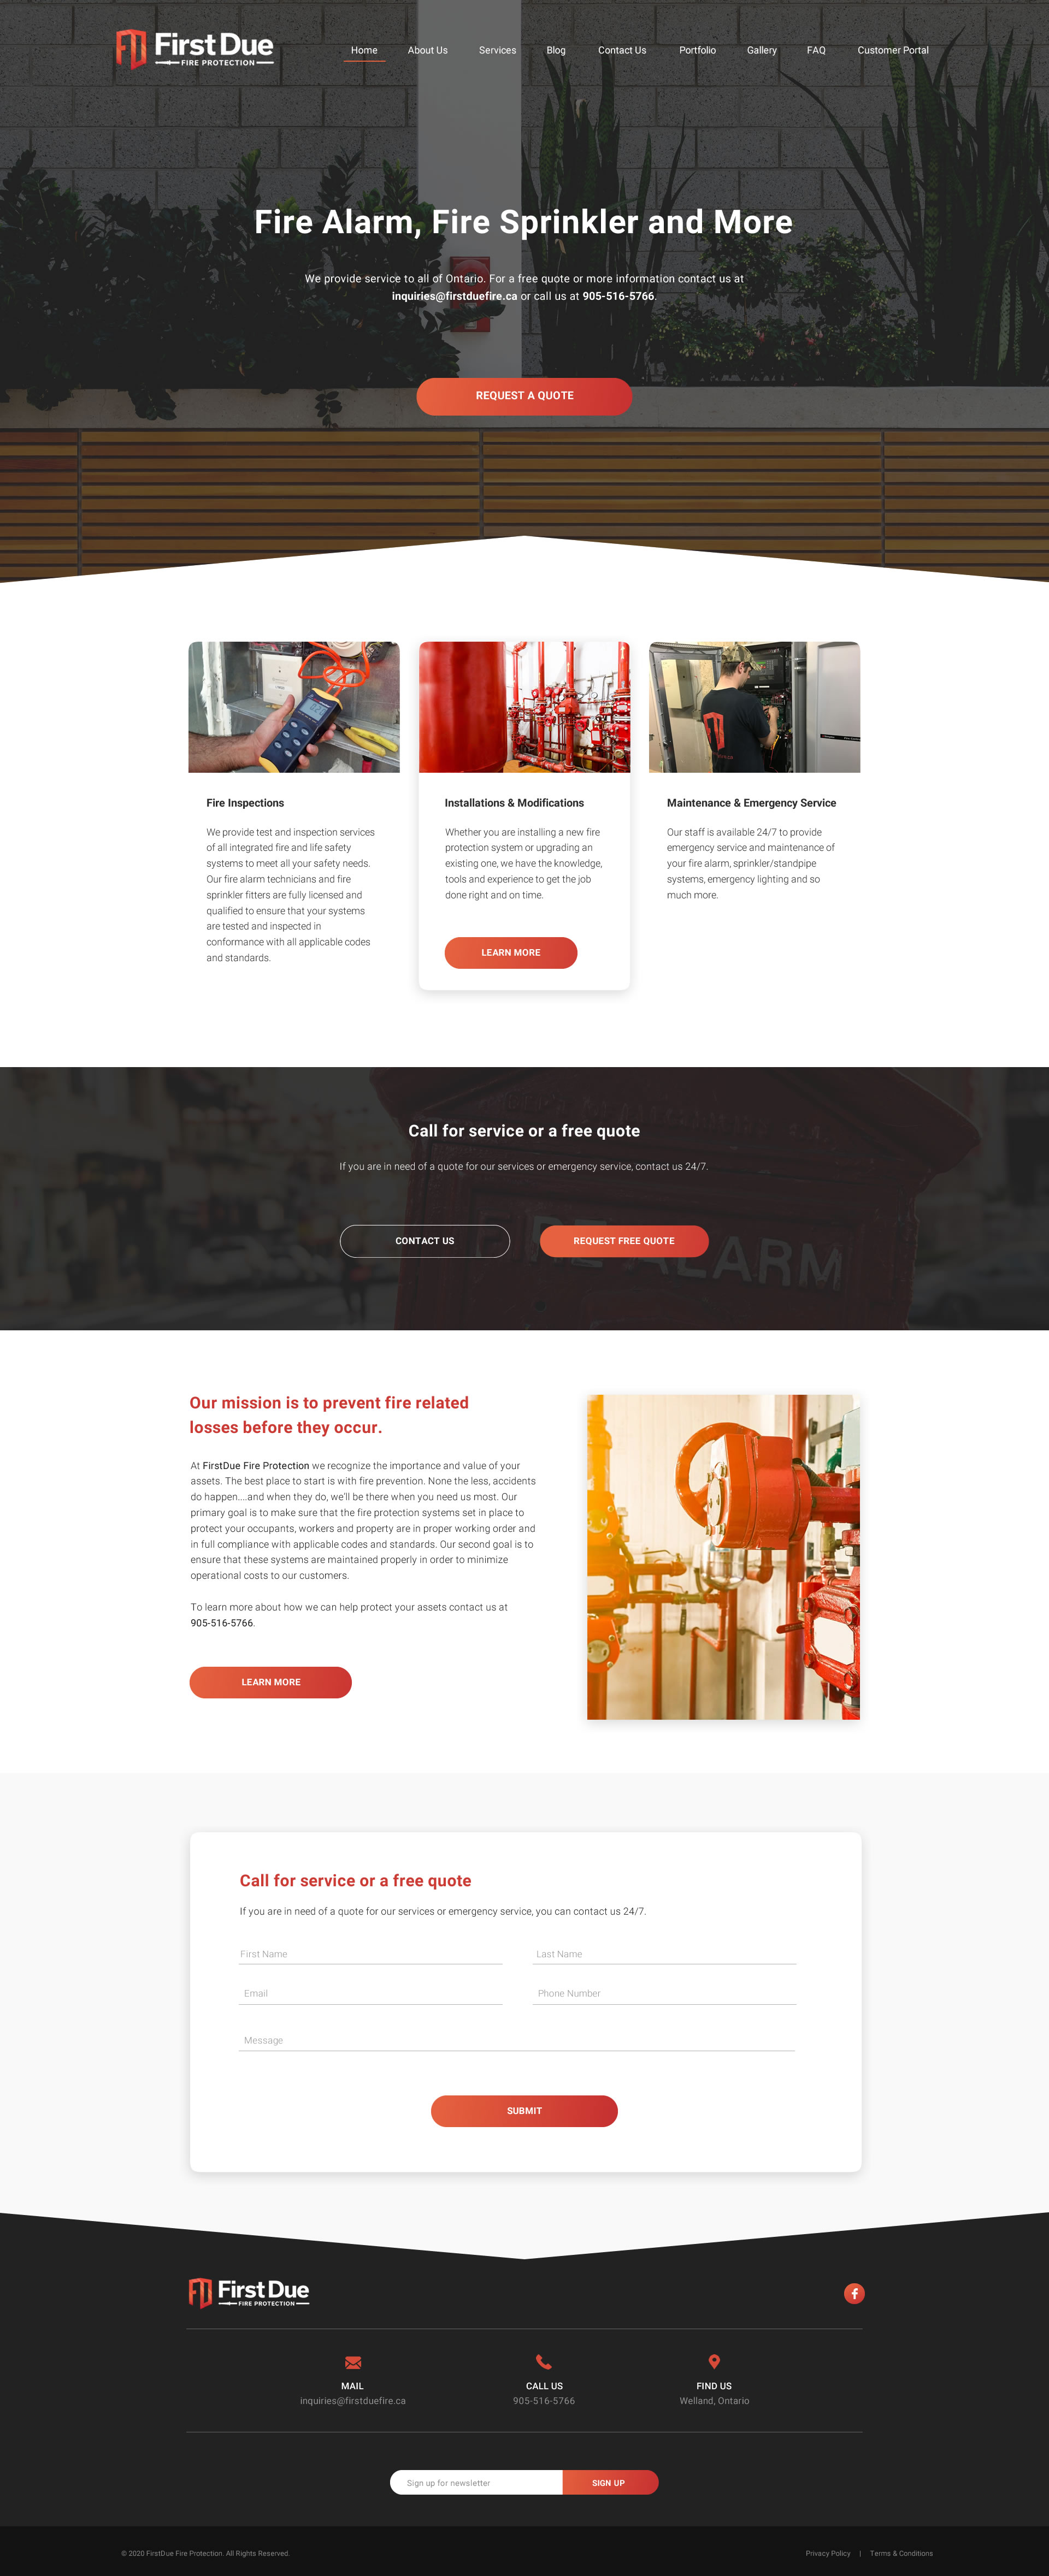 FirstDue
FIRE PROTECTION
Home About Us Services Blog Contact Us Portfolio Gallery FAQ Customer Portal
Fire Alarm, Fire Sprinkler and More
We provide service to all of Ontario. For a free quote or more information contact us at
inquiries@firstduefire.ca or call us at 905-516-5766.
REQUEST A QUOTE
Fire Inspections
We provide test and inspection services
of all integrated fire and life safety
systems to meet all your safety needs.
Our fire alarm technicians and fire
sprinkler fitters are fully licensed and
qualified to ensure that your systems
are tested and inspected in
conformance with all applicable codes
and standards.
Installations & Modifications
Whether you are installing a new fire
protection system or upgrading an
existing one, we have the knowledge,
tools and experience to get the job
done right and on time.
LEARN MORE
Maintenance & Emergency Service
Our staff is available 24/7 to provide
emergency service and maintenance of
your fire alarm, sprinkler/standpipe
systems, emergency lighting and so
much more.
Call for service or a free quote
If you are in need of a quote for our services or emergency service, contact us 24/7.
CONTACT US
REQUEST FREE QUOTE
FIRE ALARM
Our mission is to prevent fire related
losses before they occur.
At FirstDue Fire Protection we recognize the importance and value of your
assets. The best place to start is with fire prevention. None the less, accidents
do happen....and when they do, we'll be there when you need us most. Our
primary goal is to make sure that the fire protection systems set in place to
protect your occupants, workers and property are in proper working order and
in full compliance with applicable codes and standards. Our second goal is to
ensure that these systems are maintained properly in order to minimize
operational costs to our customers.
To learn more about how we can help protect your assets contact us at
905-516-5766.
LEARN MORE
Call for service or a free quote
If you are in need of a quote for our services or emergency service, you can contact us 24/7.
First Name
Last Name
Email
Phone Number
Message
SUBMIT
FirstDue
FIRE PROTECTION
MAIL
inquiries@firstduefire.ca
CALL US
905-516-5766
FIND US
Welland, Ontario
Sign up for newsletter
SIGN UP
© 2020 FirstDue Fire Protection. All Rights Reserved.
Privacy Policy | Terms & Conditions